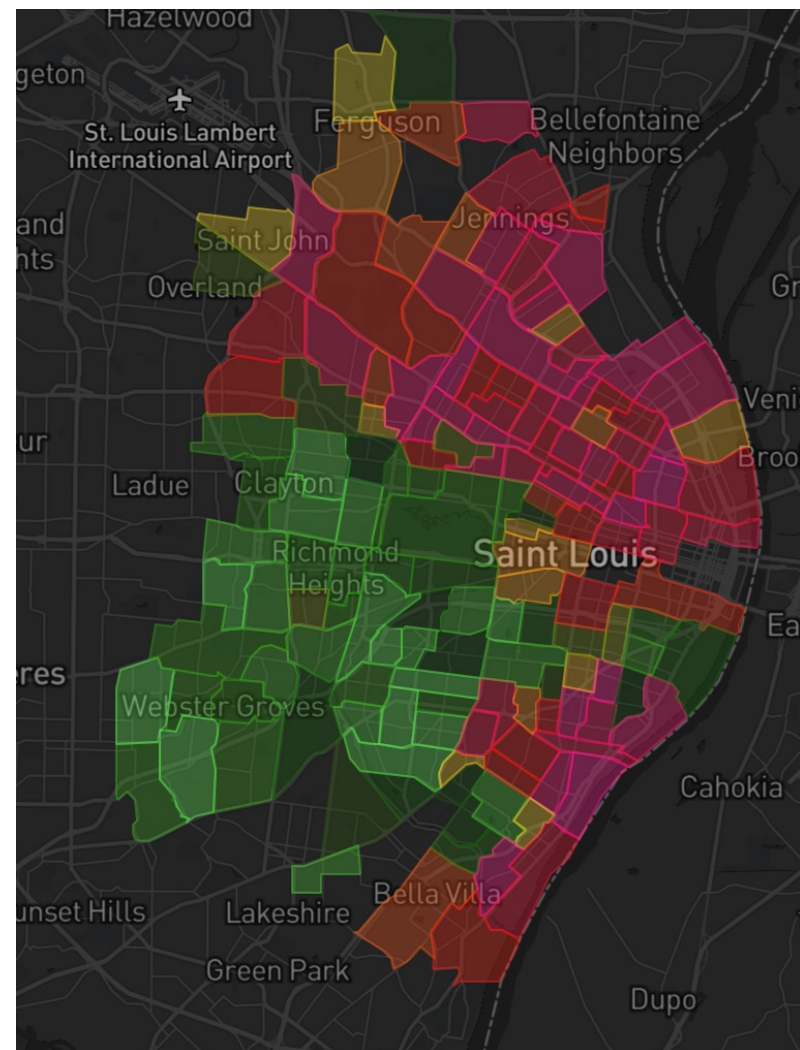 Hazelwood
geton
St. Louis Lambert
International Airport
Ferguson
Bellefontaine
Neighbors
and
hts
Saint John
Jennings
Overland
Gr
Veni
ur
Broo
Ladue
Clayton
Richmond
Heights
Saint Louis
Ea
eres
Webster Groves
Cahokia
unset Hills
Lakeshire
Bella Villa
Green Park
Dupo